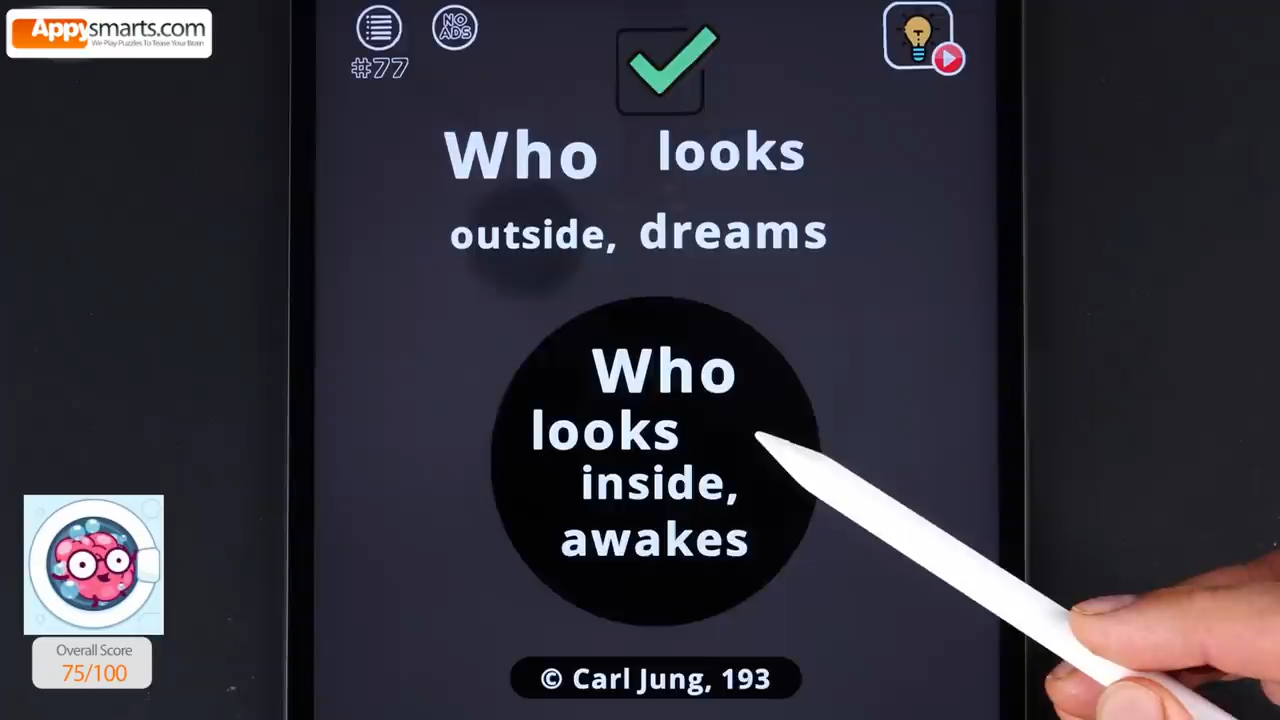 Appysmarts.com
We Play Puzzles To Tease Your Brain
NO
ADS
#77
Who looks
outside, dreams
Who
looks
inside,
awakes
© Carl Jung, 193
Overall Score
75/100